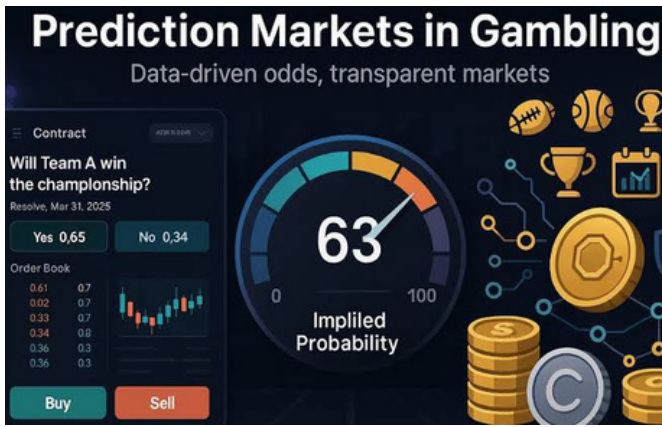 Prediction Markets in Gambling
Data-driven odds, transparent markets
Contract
Will Team A win
the champlonship?
Resolve, Mar 31, 2025
Yes 0,65 No 0,34
Order Book
0.61 0.7
0.02 0.7
0.33 0.7
0.34 0.8
0.36 0.3
0.36 0.3
Buy Sell
63
0 100
Impliled
Probability
S
C